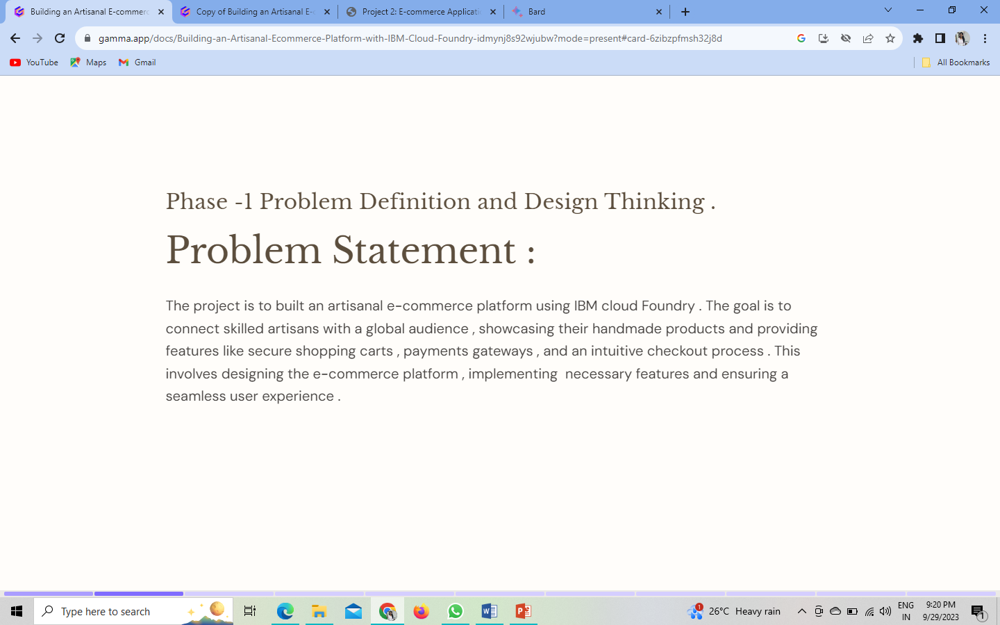 Building an Artisanal E-commerc
Copy of Building an Artisanal E-c
Project 2: E-commerce Applicati
Bard
gamma.app/docs/Building-an-Artisanal-Ecommerce-Platform-with-IBM-Cloud-Foundry-idmynj8s92wjubw?mode=present#card-6zibzpfmsh32j8d
YouTube
Maps
Gmail
All Bookmarks
Phase -1 Problem Definition and Design Thinking .
Problem Statement :
The project is to built an artisanal e-commerce platform using IBM cloud Foundry . The goal is to
connect skilled artisans with a global audience , showcasing their handmade products and providing
features like secure shopping carts , payments gateways , and an intuitive checkout process . This
involves designing the e-commerce platform , implementing  necessary features and ensuring a
seamless user experience .
Type here to search
1
26°C Heavy rain
ENG
IN
9:20 PM
9/29/2023
1